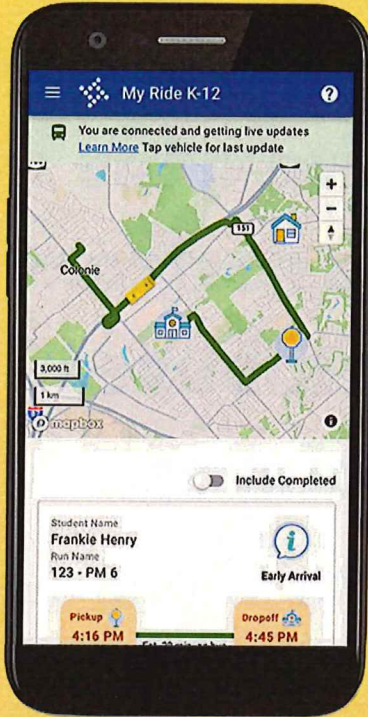 My Ride K-12
?
You are connected and getting live updates
Learn More Tap vehicle for last update
+
−
151
Colonie
3,000 ft
1 km
mapbox
i
Include Completed
Student Name
Frankie Henry
Run Name
123 - PM 6
i
Early Arrival
Pickup
4:16 PM
Dropoff
4:45 PM